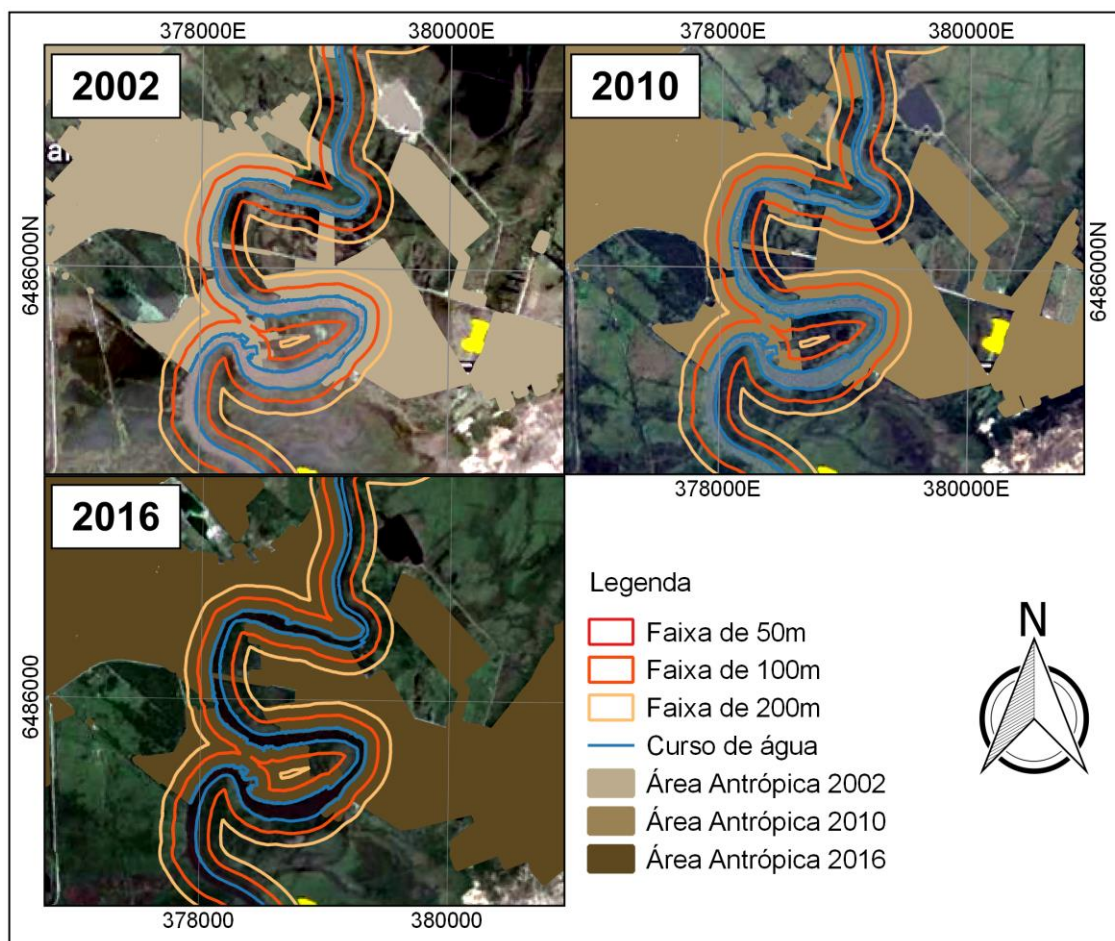 378000E 380000E 378000E 380000E
2002
2010
6486000N
6486000N
378000E 380000E
2016
6486000
378000 380000
Legenda
Faixa de 50m
Faixa de 100m
Faixa de 200m
Curso de água
Área Antrópica 2002
Área Antrópica 2010
Área Antrópica 2016
N